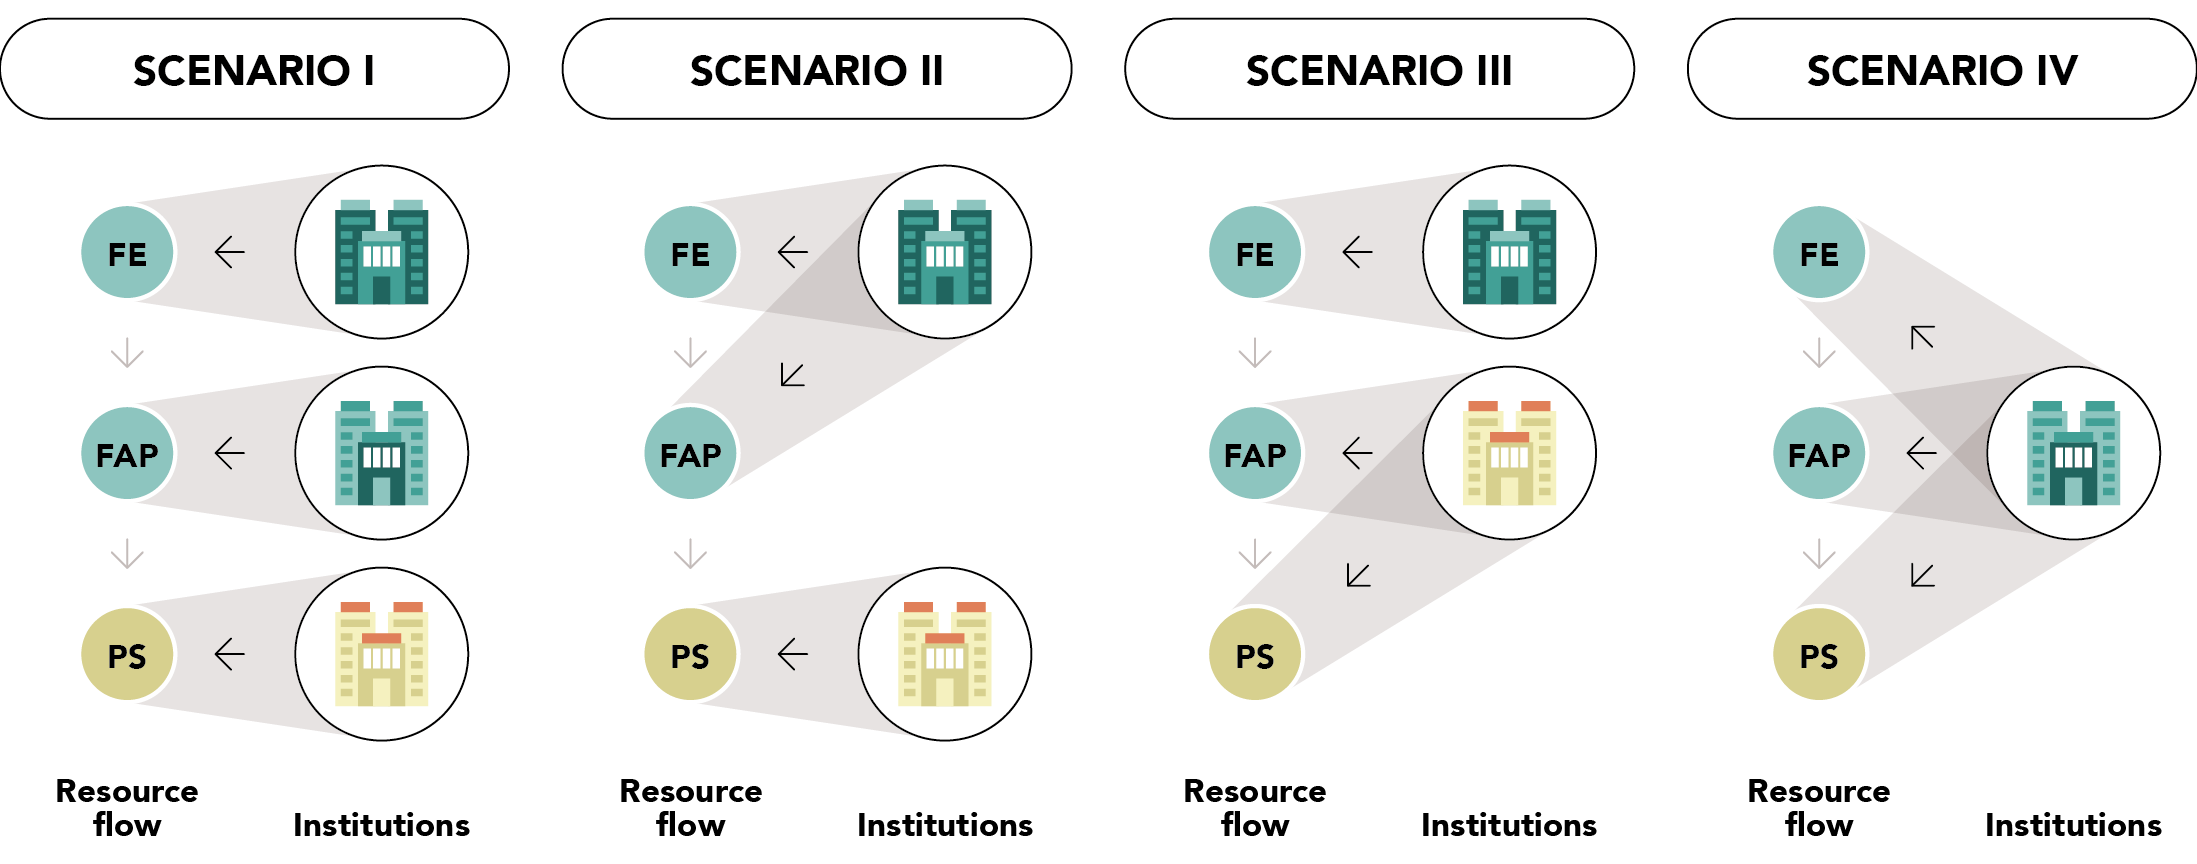 SCENARIO I
FE
FAP
PS
Resource
flow
Institutions
SCENARIO II
FE
FAP
PS
Resource
flow
Institutions
SCENARIO III
FE
FAP
PS
Resource
flow
Institutions
SCENARIO IV
FE
FAP
PS
Resource
flow
Institutions